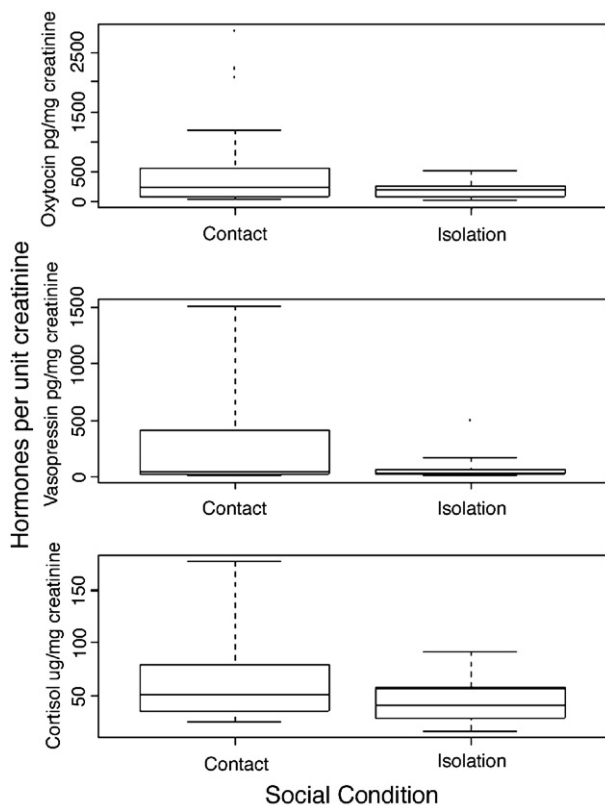 Hormones per unit creatinine
Oxytocin pg/mg creatinine
2500
1500
500
0
Contact Isolation
Vasopressin pg/mg creatinine
1500
1000
500
0
Contact Isolation
Cortisol ug/mg creatinine
150
100
50
Contact Isolation
Social Condition